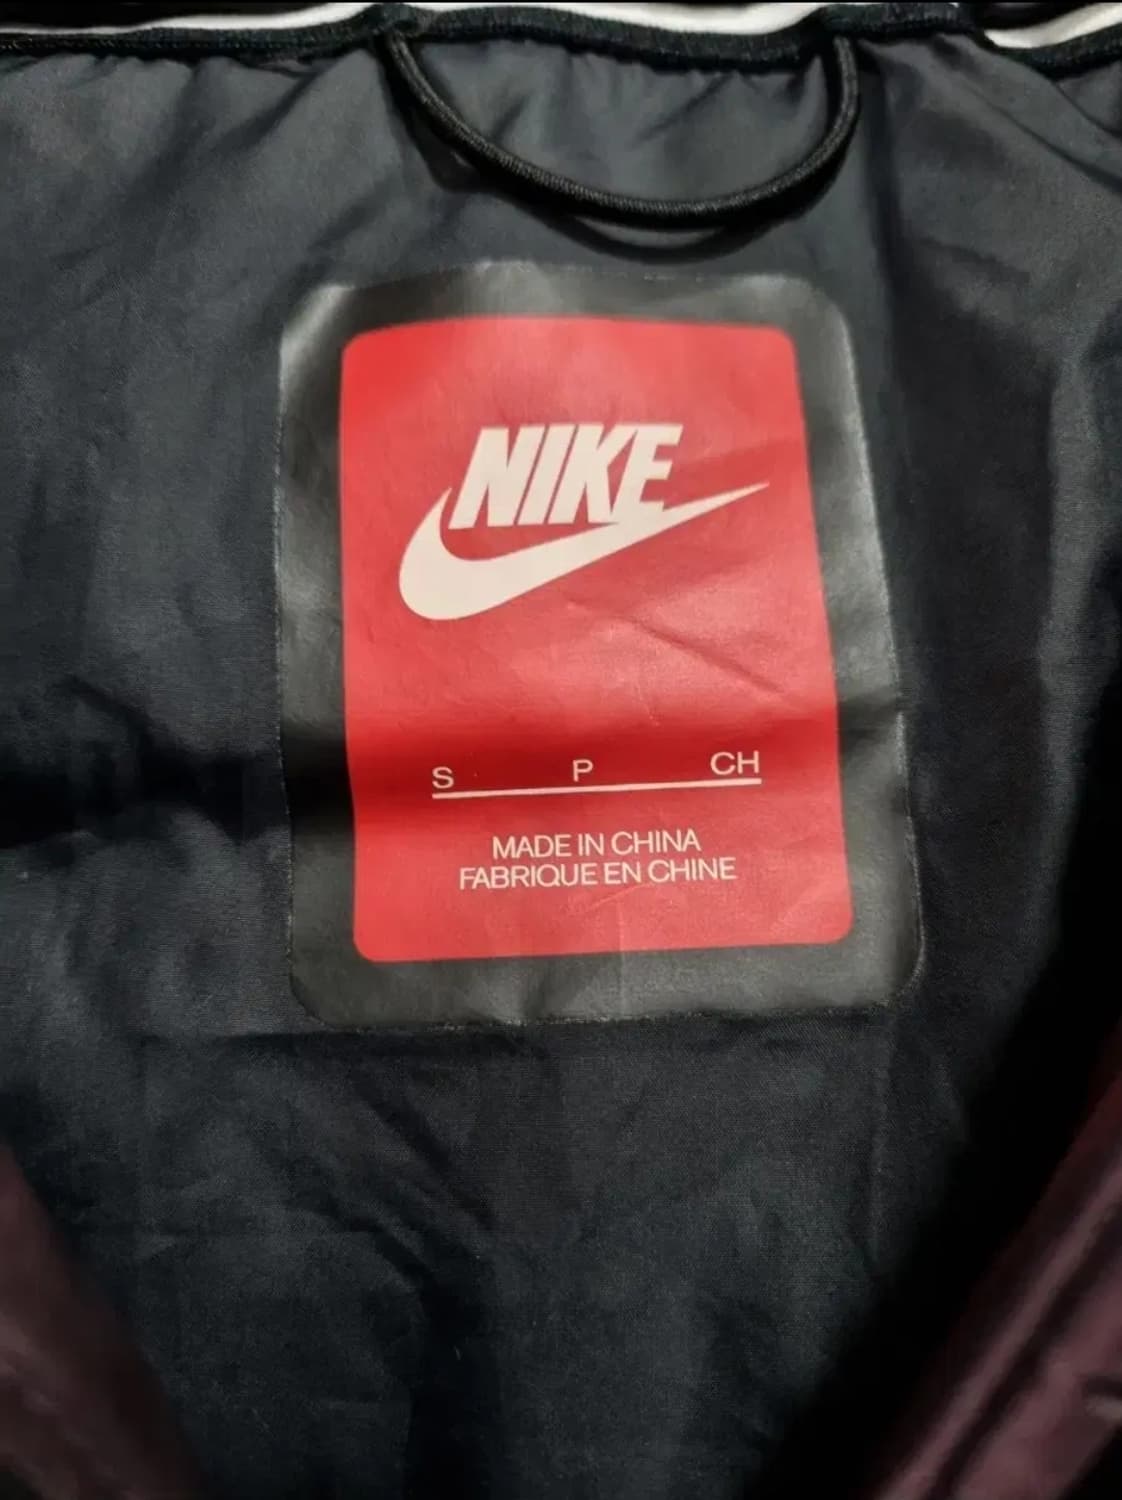 NIKE
S P CH
MADE IN CHINA
FABRIQUE EN CHINE